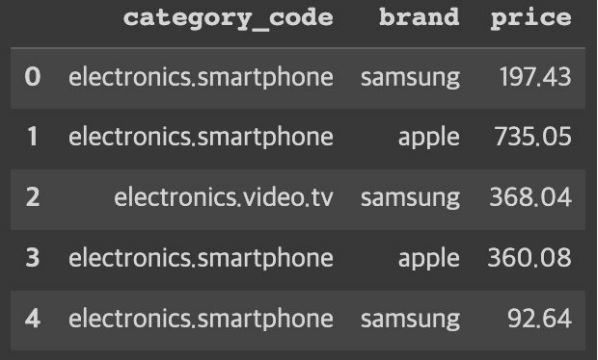 category_code brand price
0 electronics.smartphone samsung 197.43
1 electronics.smartphone apple 735.05
2 electronics.video.tv samsung 368.04
3 electronics.smartphone apple 360.08
4 electronics.smartphone samsung 92.64